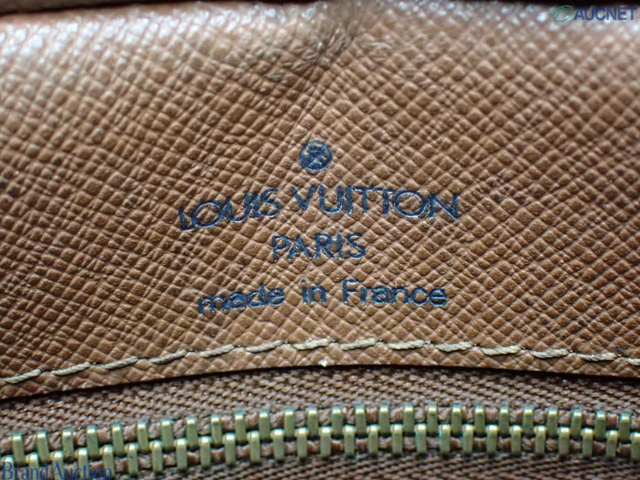 AUCNET
LOUIS VUITTON
PARIS
made in France
Brand Auction